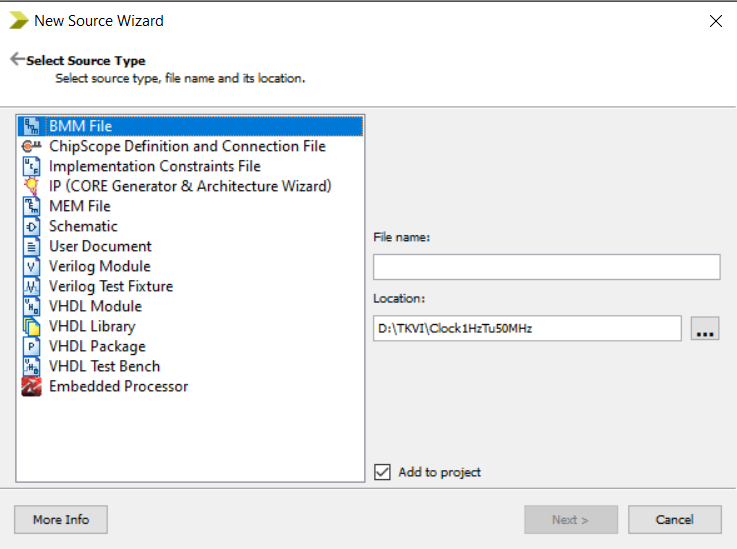 New Source Wizard
Select Source Type
Select source type, file name and its location.
BMM File
ChipScope Definition and Connection File
Implementation Constraints File
IP (CORE Generator & Architecture Wizard)
MEM File
Schematic
User Document
Verilog Module
Verilog Test Fixture
VHDL Module
VHDL Library
VHDL Package
VHDL Test Bench
Embedded Processor
File name:
Location:
D:\TKVI\Clock1HzTu50MHz
...
Add to project
More Info
Next >
Cancel